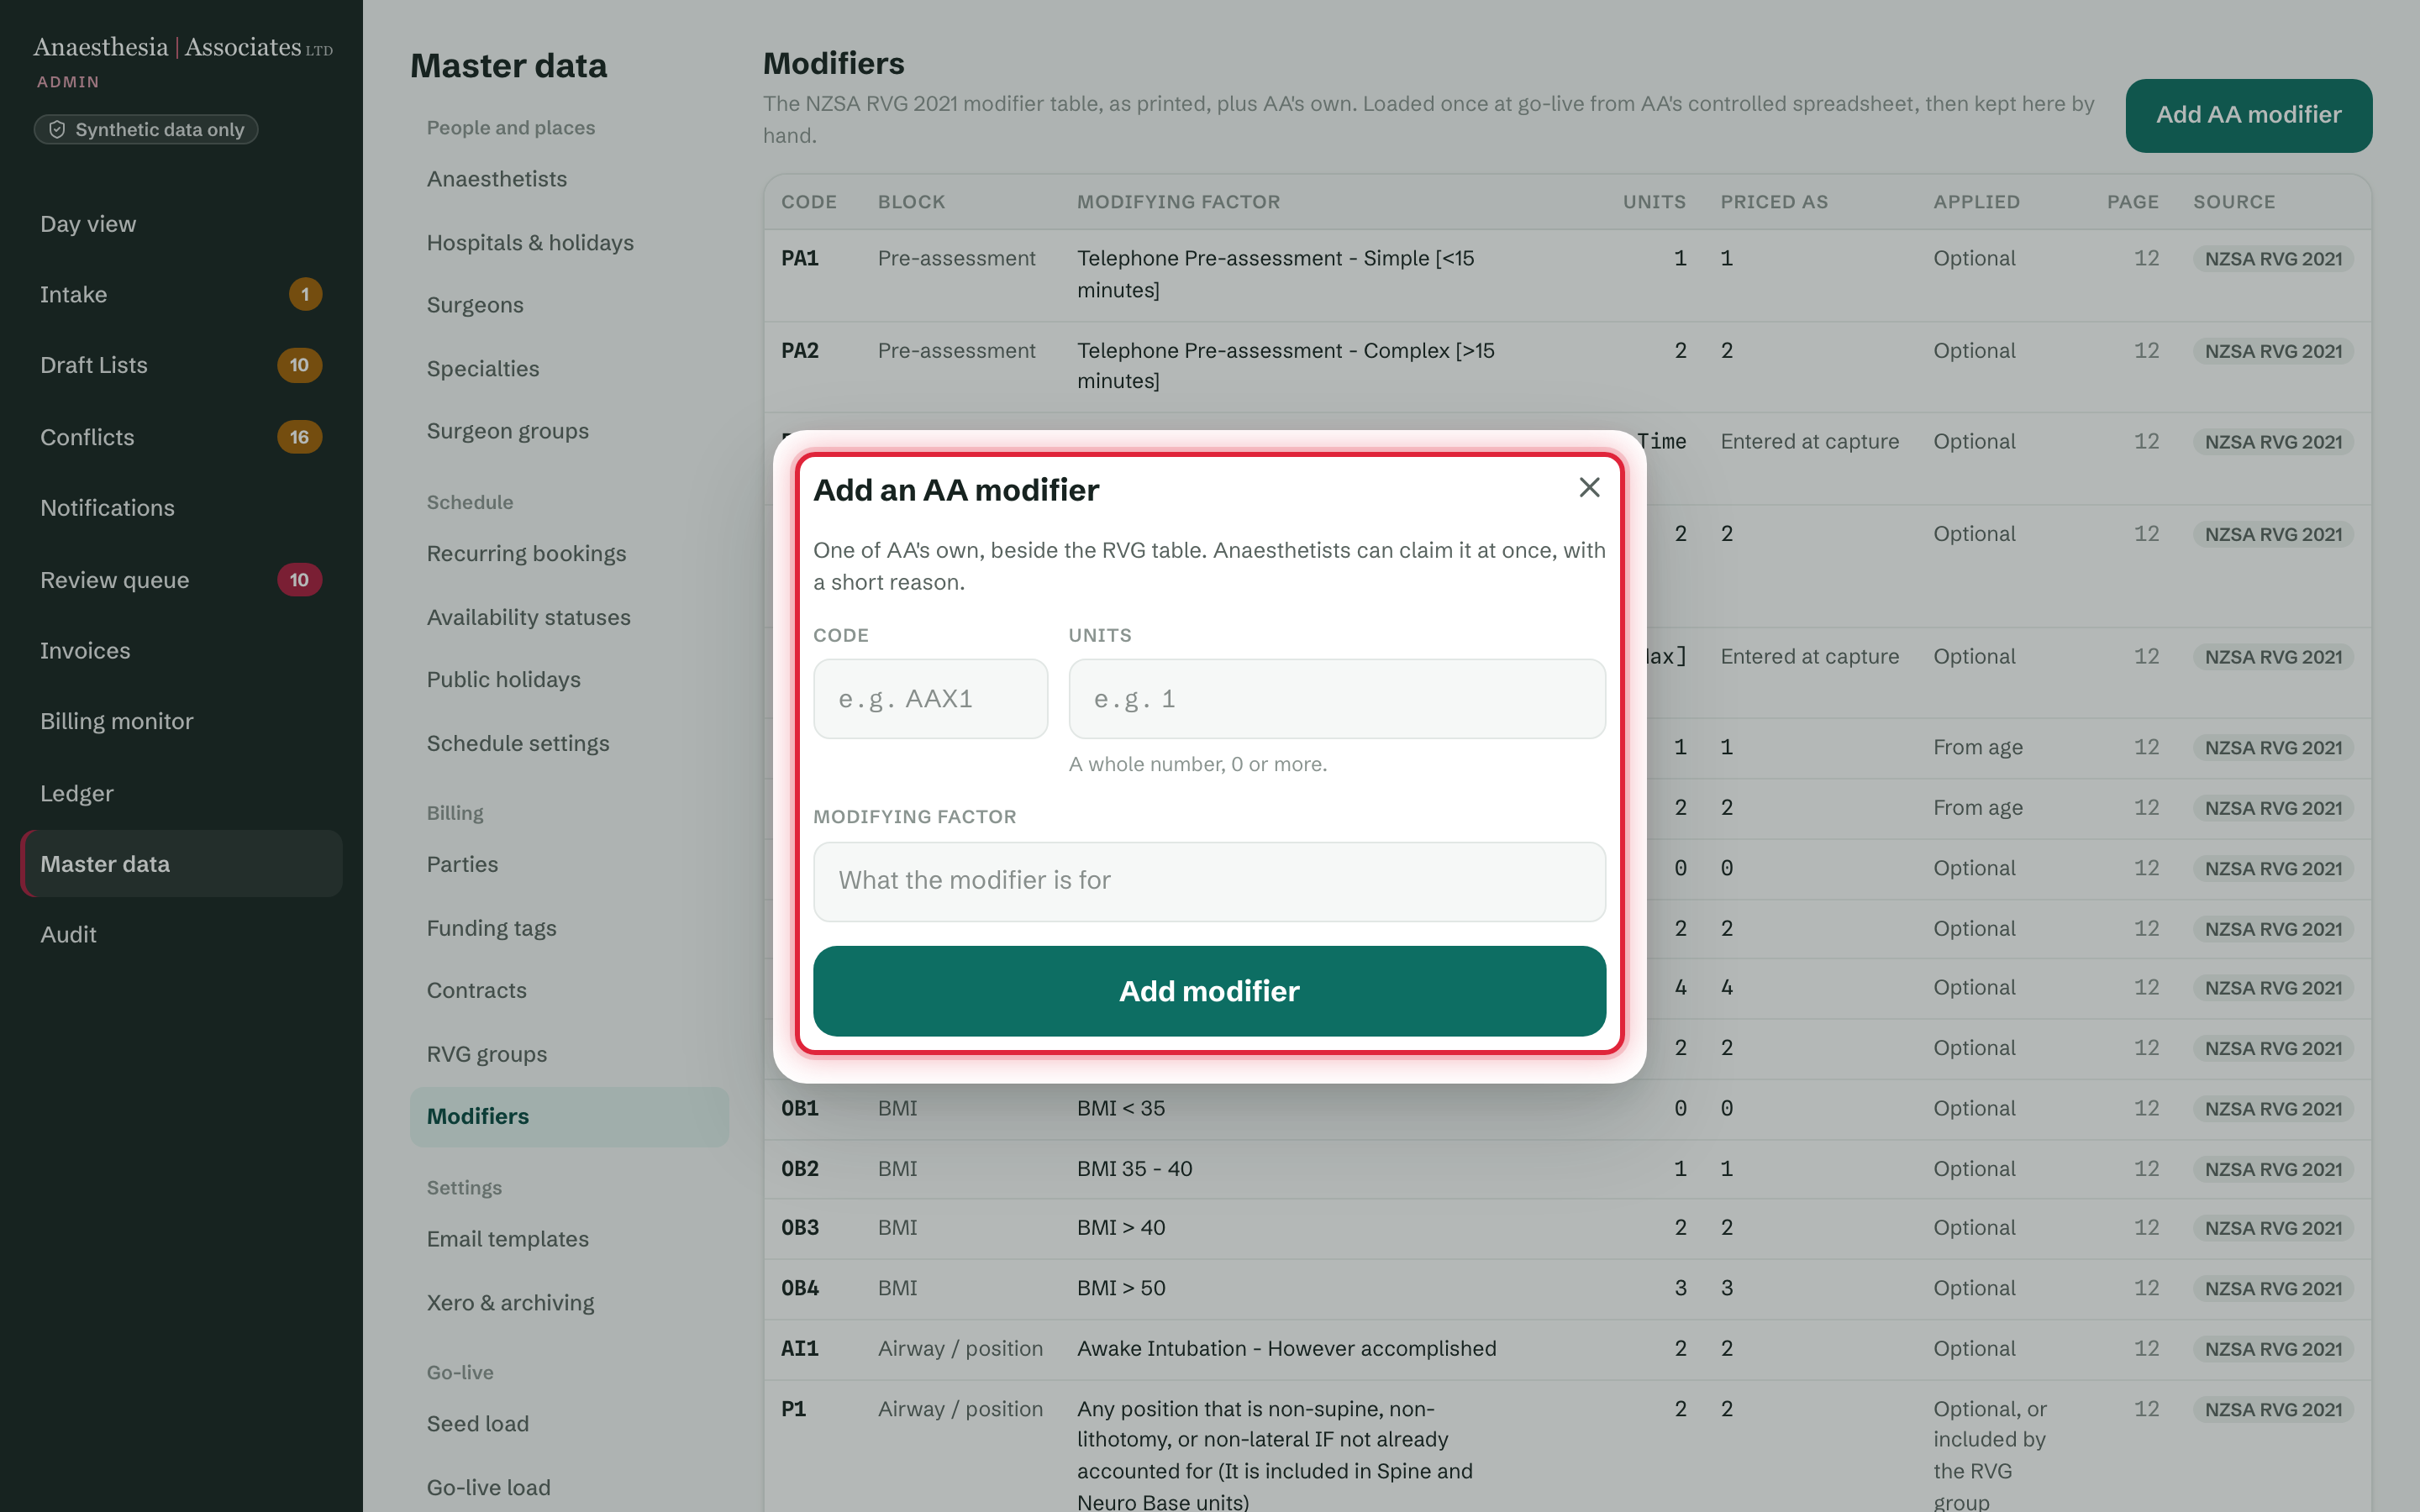 Anaesthesia | Associates LTD
ADMIN
Synthetic data only
Day view
Intake 1
Draft Lists 10
Conflicts 16
Notifications
Review queue 10
Invoices
Billing monitor
Ledger
Master data
Audit
Master data
People and places
Anaesthetists
Hospitals & holidays
Surgeons
Specialties
Surgeon groups
Schedule
Recurring bookings
Availability statuses
Public holidays
Schedule settings
Billing
Parties
Funding tags
Contracts
RVG groups
Modifiers
Settings
Email templates
Xero & archiving
Go-live
Seed load
Go-live load
Modifiers
The NZSA RVG 2021 modifier table, as printed, plus AA's own. Loaded once at go-live from AA's controlled spreadsheet, then kept here by
hand.
Add AA modifier
CODE BLOCK MODIFYING FACTOR UNITS PRICED AS APPLIED PAGE SOURCE
PA1 Pre-assessment Telephone Pre-assessment - Simple [<15 1 1 Optional 12 NZSA RVG 2021
minutes]
PA2 Pre-assessment Telephone Pre-assessment - Complex [>15 2 2 Optional 12 NZSA RVG 2021
minutes]
Time Entered at capture Optional 12 NZSA RVG 2021
2 2 Optional 12 NZSA RVG 2021
Entered at capture Optional 12 NZSA RVG 2021
1 1 From age 12 NZSA RVG 2021
2 2 From age 12 NZSA RVG 2021
0 0 Optional 12 NZSA RVG 2021
2 2 Optional 12 NZSA RVG 2021
4 4 Optional 12 NZSA RVG 2021
2 2 Optional 12 NZSA RVG 2021
OB1 BMI BMI < 35 0 0 Optional 12 NZSA RVG 2021
OB2 BMI BMI 35 - 40 1 1 Optional 12 NZSA RVG 2021
OB3 BMI BMI > 40 2 2 Optional 12 NZSA RVG 2021
OB4 BMI BMI > 50 3 3 Optional 12 NZSA RVG 2021
AI1 Airway / position Awake Intubation - However accomplished 2 2 Optional 12 NZSA RVG 2021
P1 Airway / position Any position that is non-supine, non- 2 2 Optional, or 12 NZSA RVG 2021
lithotomy, or non-lateral IF not already included by
accounted for (It is included in Spine and the RVG
Neuro Base units) group
Add an AA modifier
One of AA's own, beside the RVG table. Anaesthetists can claim it at once, with
a short reason.
CODE UNITS
e.g. AAX1 e.g. 1
A whole number, 0 or more.
MODIFYING FACTOR
What the modifier is for
Add modifier